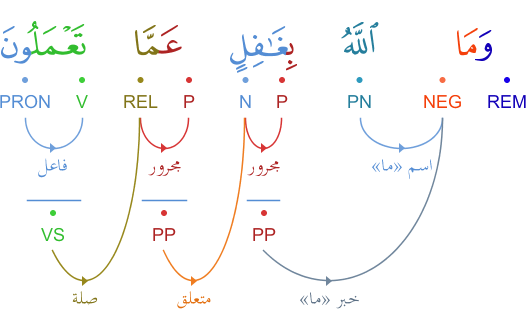 وَمَا ٱللَّهُ بِغَٰفِلٍ عَمَّا تَعْمَلُونَ
REM NEG PN P N P REL V PRON
اسم «ما» مجرور مجرور فاعل
PP PP VS
خبر «ما» متعلق صلة